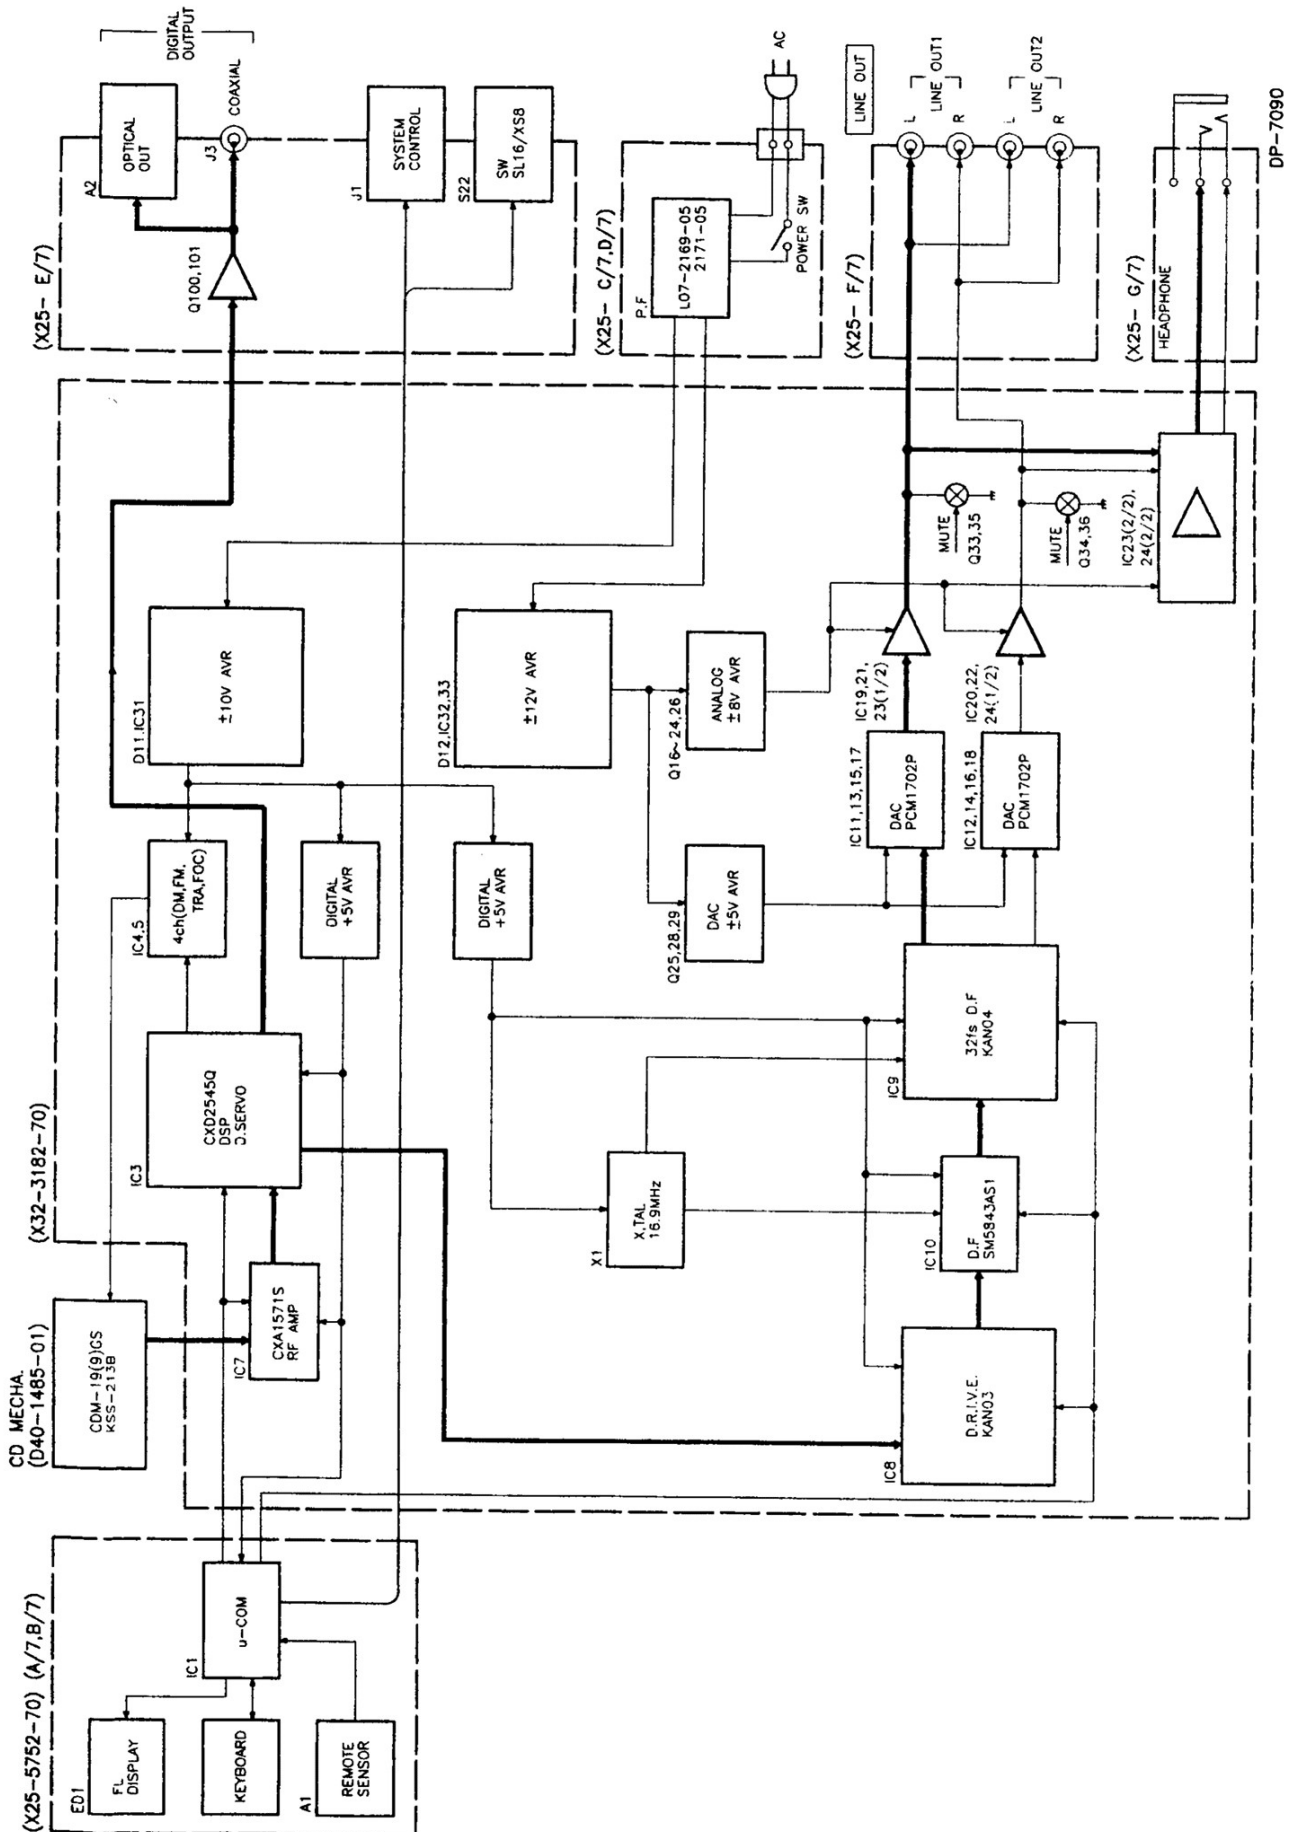 (X25-5752-70) (A/7,B/7)
ED1
FL
DISPLAY
KEYBOARD
A1
REMOTE
SENSOR
IC1
u-COM
CD MECHA.
(D40-1485-01)
CDM-19(9)GS
KSS-213B
(X32-3182-70)
IC7
CXA1571S
RF AMP
IC3
CXD2545Q
DSP
D.SERVO
IC4,5
4ch(DM,FM,
TRA,FOC)
DIGITAL
+5V AVR
D11,IC31
±10V AVR
DIGITAL
+5V AVR
D12,IC32,33
±12V AVR
Q16~24,26
ANALOG
±8V AVR
Q25,28,29
DAC
±5V AVR
X1
X,TAL
16.9MHz
IC8
D.R.I.V.E.
KAN03
IC10
D.F
SM5843AS1
IC9
32fs D.F
KAN04
IC11,13,15,17
DAC
PCM1702P
IC12,14,16,18
DAC
PCM1702P
IC19,21,
23(1/2)
IC20,22,
24(1/2)
MUTE
Q33,35
MUTE
Q34,36
IC23(2/2),
24(2/2)
(X25- E/7)
Q100,101
A2
OPTICAL
OUT
J3
COAXIAL
DIGITAL
OUTPUT
J1
SYSTEM
CONTROL
S22
SW
SL16/XS8
(X25- C/7,D/7)
P,F
L07-2169-05
2171-05
POWER SW
AC
(X25- F/7)
LINE OUT
L
R
LINE OUT1
L
R
LINE OUT2
(X25- G/7)
HEADPHONE
DP-7090